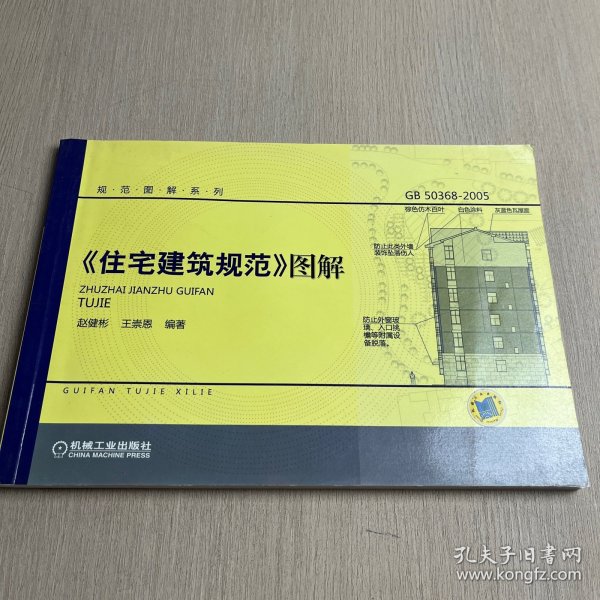 规·范·图·解·系·列
GB 50368-2005
棕色仿木百叶 白色涂料 灰蓝色瓦屋面
防止此类外墙
装饰坠落伤人
《住宅建筑规范》图解
ZHUZHAI JIANZHU GUIFAN
TUJIE
赵健彬 王崇恩 编著
防止外窗玻
璃、入口挑
檐等附属设
备脱落。
GUIFAN·TUJIE XILIE
机械工业出版社
CHINA MACHINE PRESS
孔夫子旧书网
www.kongfz.com